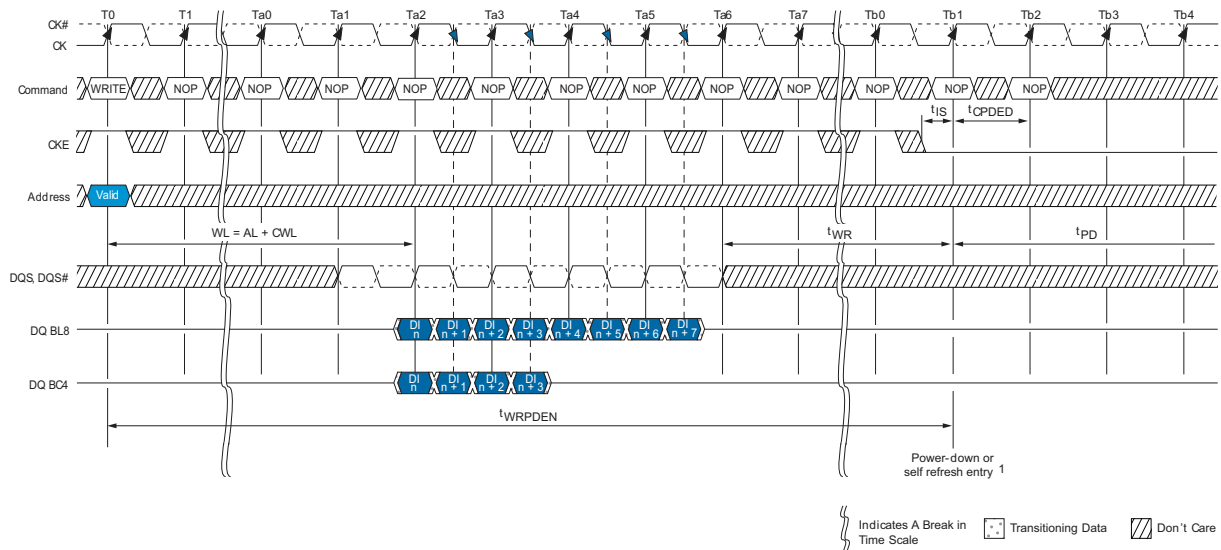 T0 T1 Ta0 Ta1 Ta2 Ta3 Ta4 Ta5 Ta6 Ta7 Tb0 Tb1 Tb2 Tb3 Tb4
CK#
CK
Command WRITE NOP NOP NOP NOP NOP NOP NOP NOP NOP NOP NOP NOP
tIS tCPDED
CKE
Address Valid
WL = AL + CWL tWR tPD
DQS, DQS#
DQ BL8 DI n DI n + 1 DI n + 2 DI n + 3 DI n + 4 DI n + 5 DI n + 6 DI n + 7
DQ BC4 DI n DI n + 1 DI n + 2 DI n + 3
tWRPDEN
Power-down or
self refresh entry 1
Indicates A Break in
Time Scale
Transitioning Data
Don't Care